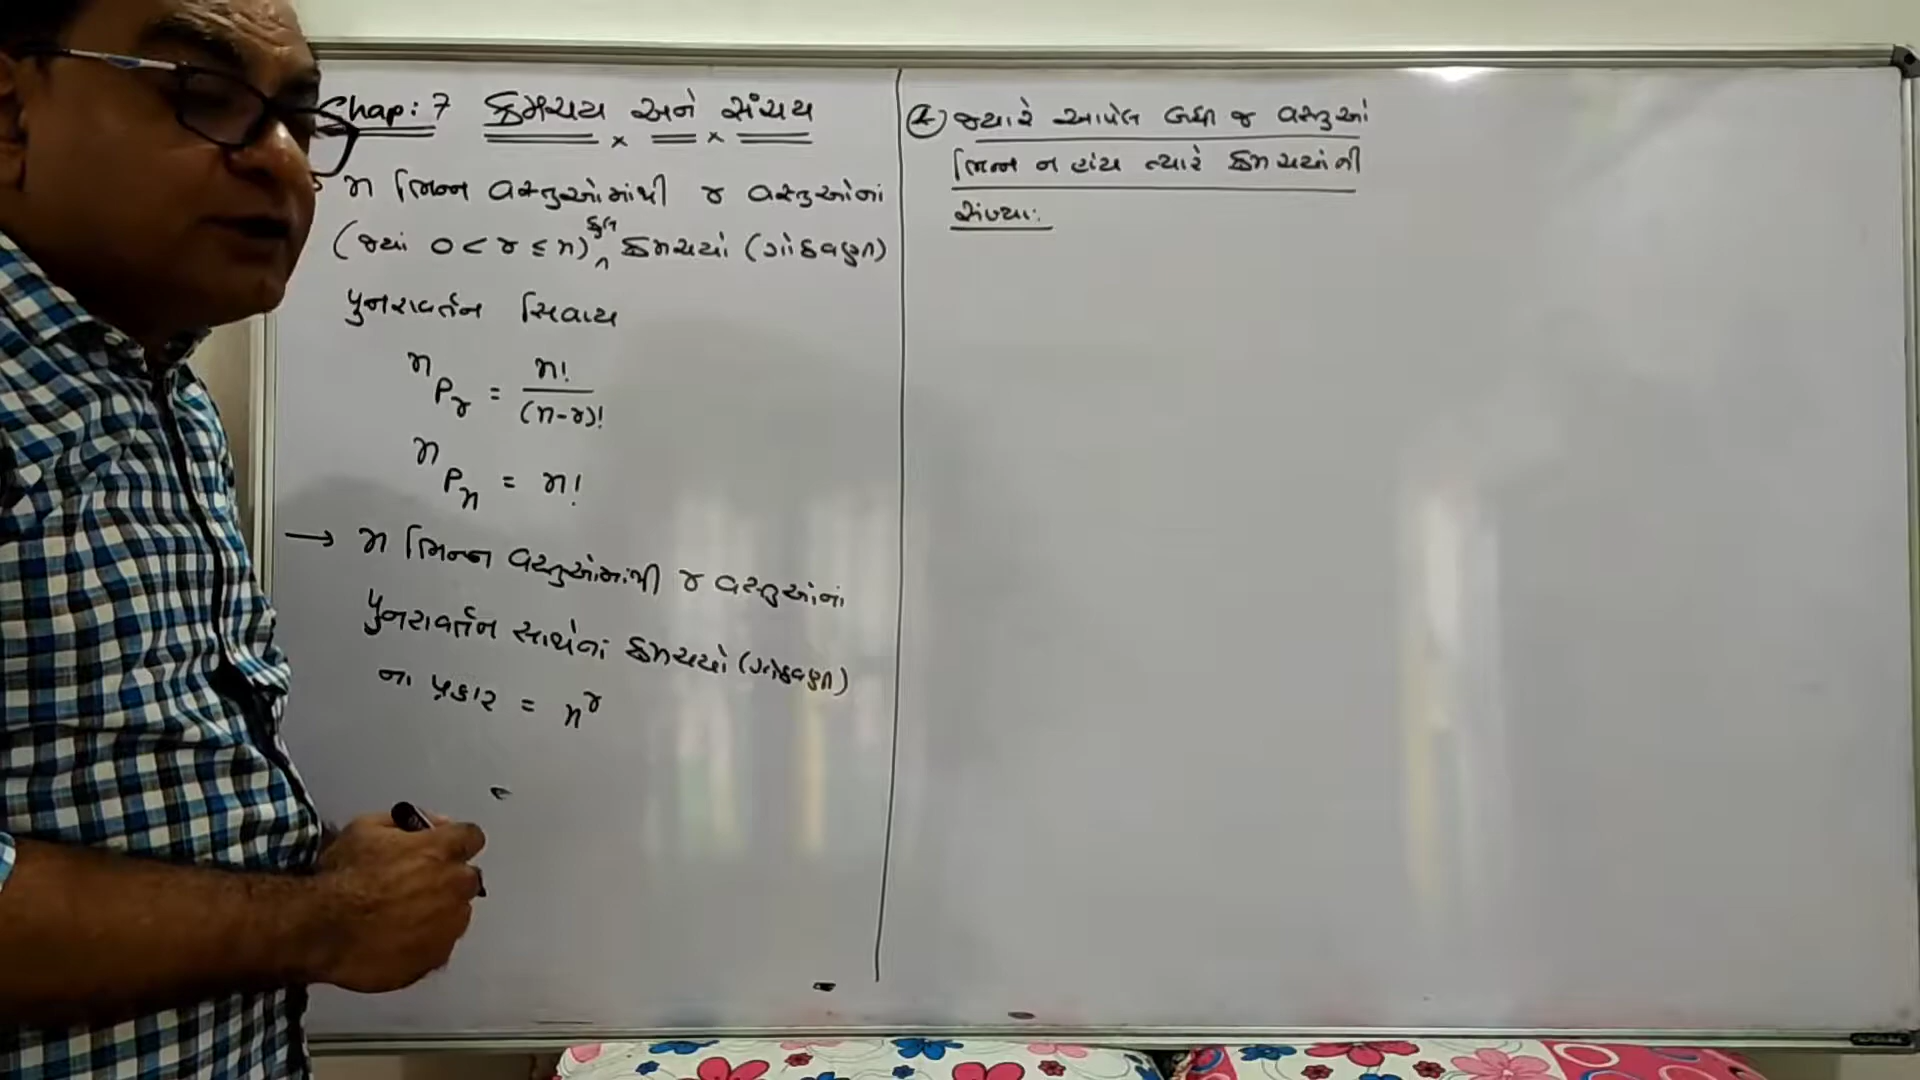 Chap: 7 ક્રમચય અને સંચય
n ભિન્ન વસ્તુઓમાંથી r વસ્તુઓનાં
કુલ
(જ્યાં 0 < r ≤ n) ^ ક્રમચયો (ગોઠવણી)
પુનરાવર્તન સિવાય
ⁿPᵣ = n! / (n-r)!
ⁿPₙ = n!
→ n ભિન્ન વસ્તુઓમાંથી r વસ્તુઓનાં
પુનરાવર્તન સાથેનાં ક્રમચયો (ગોઠવણી)
ના પ્રકાર = nʳ
જ્યારે આપેલ બધી જ વસ્તુઓ
ભિન્ન ન હોય ત્યારે ક્રમચયોની
સંખ્યા: